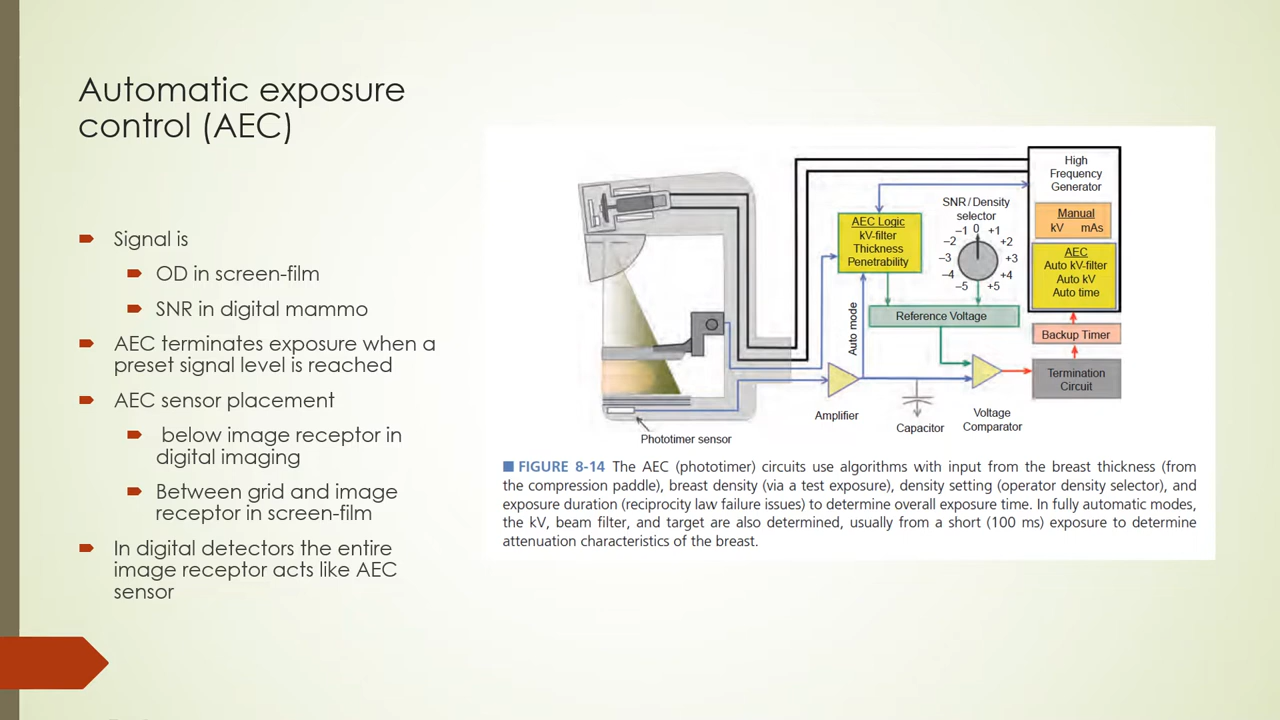 Automatic exposure
control (AEC)
Signal is
OD in screen-film
SNR in digital mammo
AEC terminates exposure when a
preset signal level is reached
AEC sensor placement
below image receptor in
digital imaging
Between grid and image
receptor in screen-film
In digital detectors the entire
image receptor acts like AEC
sensor
High
Frequency
Generator
Manual
kV mAs
AEC
Auto kV-filter
Auto kV
Auto time
SNR/Density
selector
–1 0 +1
–2 +2
–3 +3
–4 +4
–5 +5
AEC Logic
kV-filter
Thickness
Penetrability
Reference Voltage
Auto mode
Backup Timer
Termination
Circuit
Amplifier
Capacitor
Voltage
Comparator
Phototimer sensor
FIGURE 8-14 The AEC (phototimer) circuits use algorithms with input from the breast thickness (from
the compression paddle), breast density (via a test exposure), density setting (operator density selector), and
exposure duration (reciprocity law failure issues) to determine overall exposure time. In fully automatic modes,
the kV, beam filter, and target are also determined, usually from a short (100 ms) exposure to determine
attenuation characteristics of the breast.